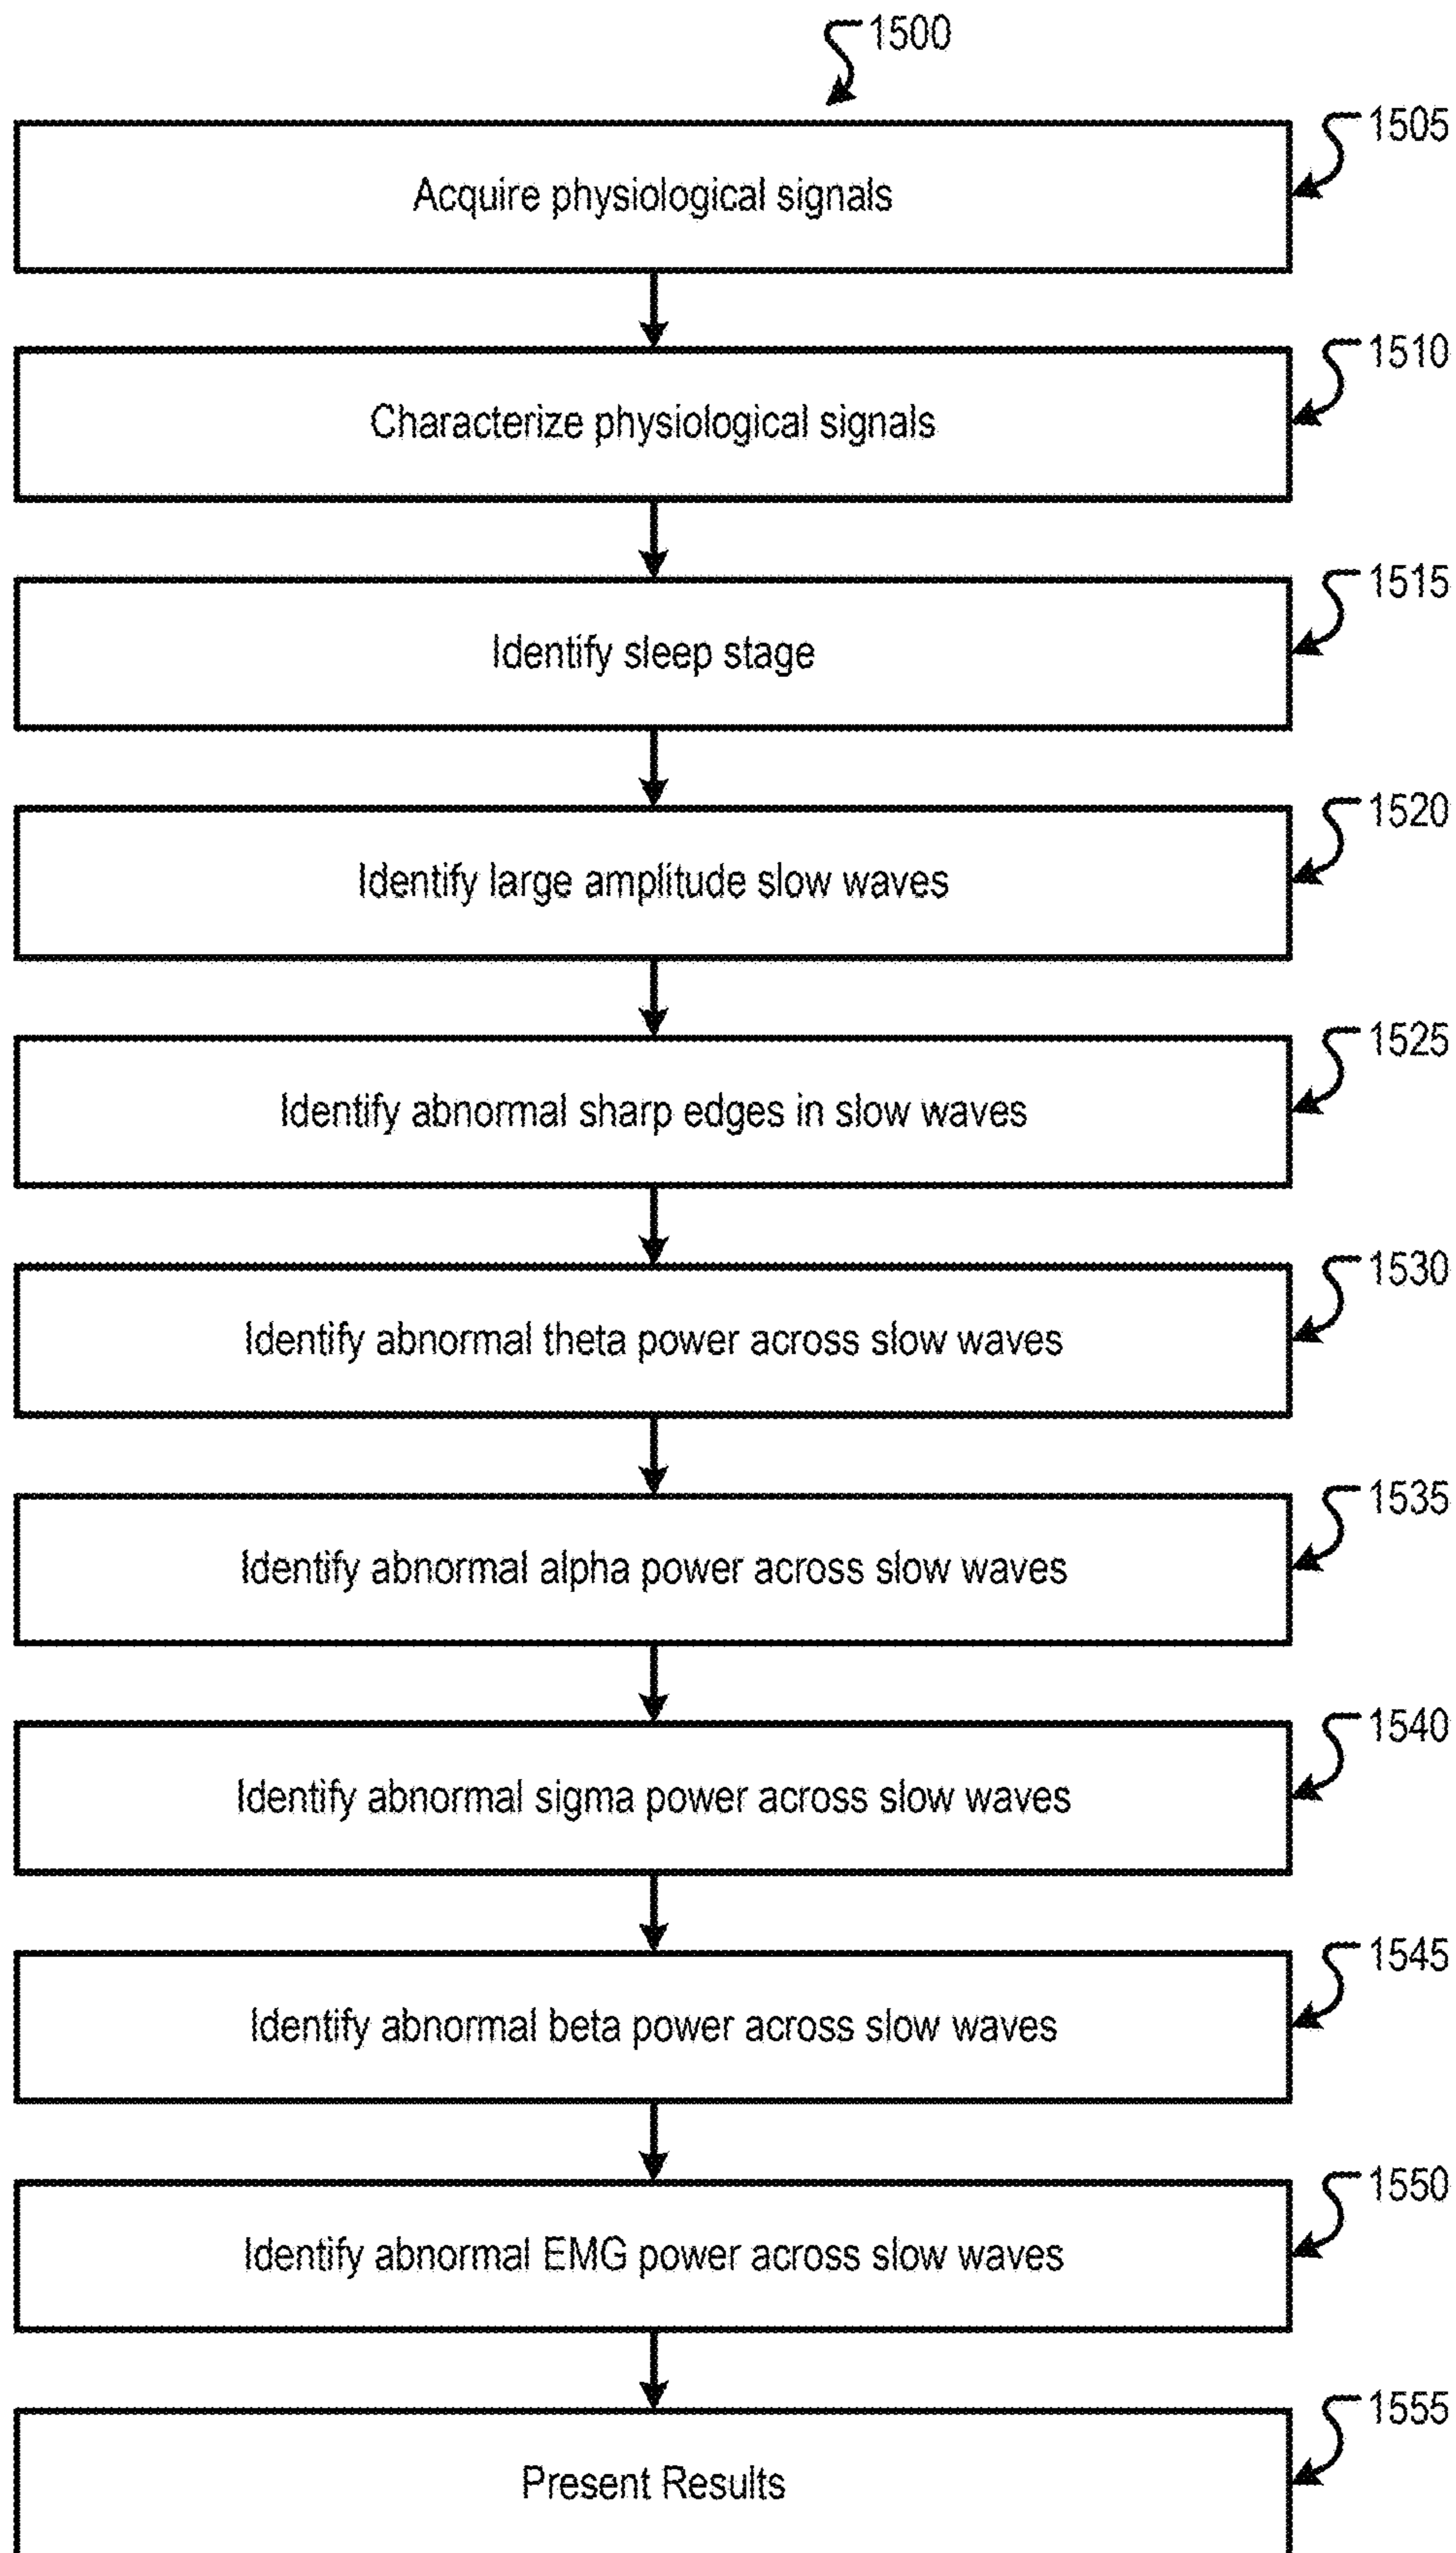 1500
Acquire physiological signals
1505
Characterize physiological signals
1510
Identify sleep stage
1515
Identify large amplitude slow waves
1520
Identify abnormal sharp edges in slow waves
1525
Identify abnormal theta power across slow waves
1530
Identify abnormal alpha power across slow waves
1535
Identify abnormal sigma power across slow waves
1540
Identify abnormal beta power across slow waves
1545
Identify abnormal EMG power across slow waves
1550
Present Results
1555